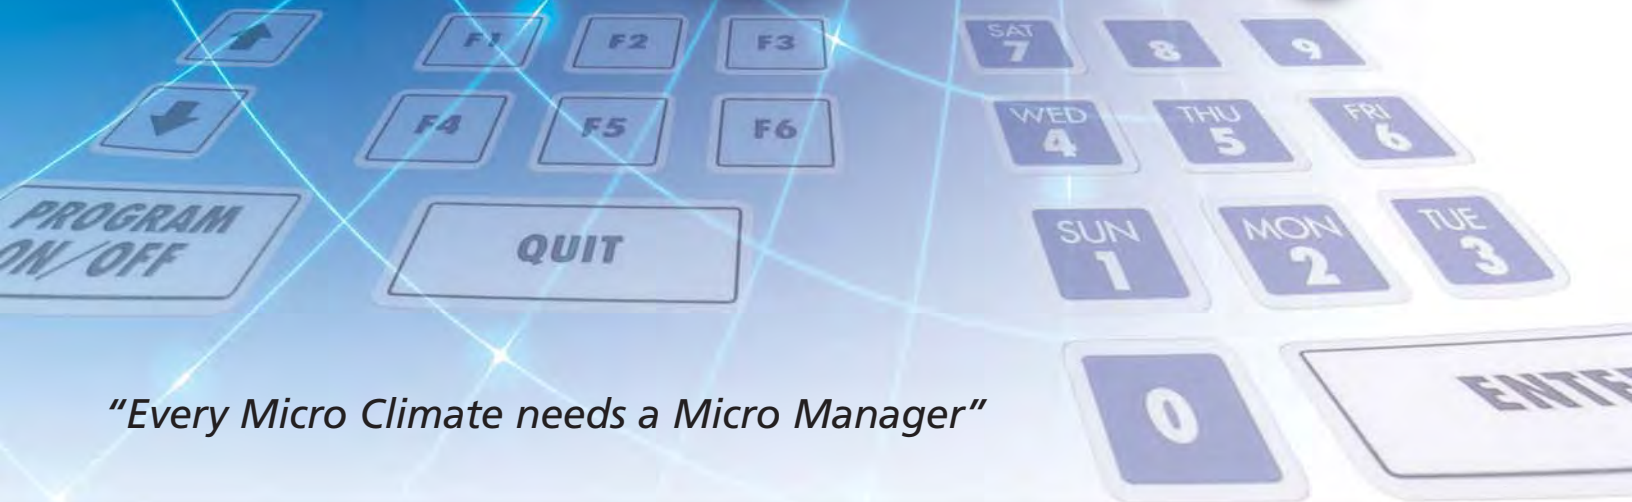 F1 F2 F3 SAT 7 8 9
F4 F5 F6 WED 4 THU 5 FRI 6
PROGRAM
ON/OFF
QUIT
SUN 1 MON 2 TUE 3
0
“Every Micro Climate needs a Micro Manager”